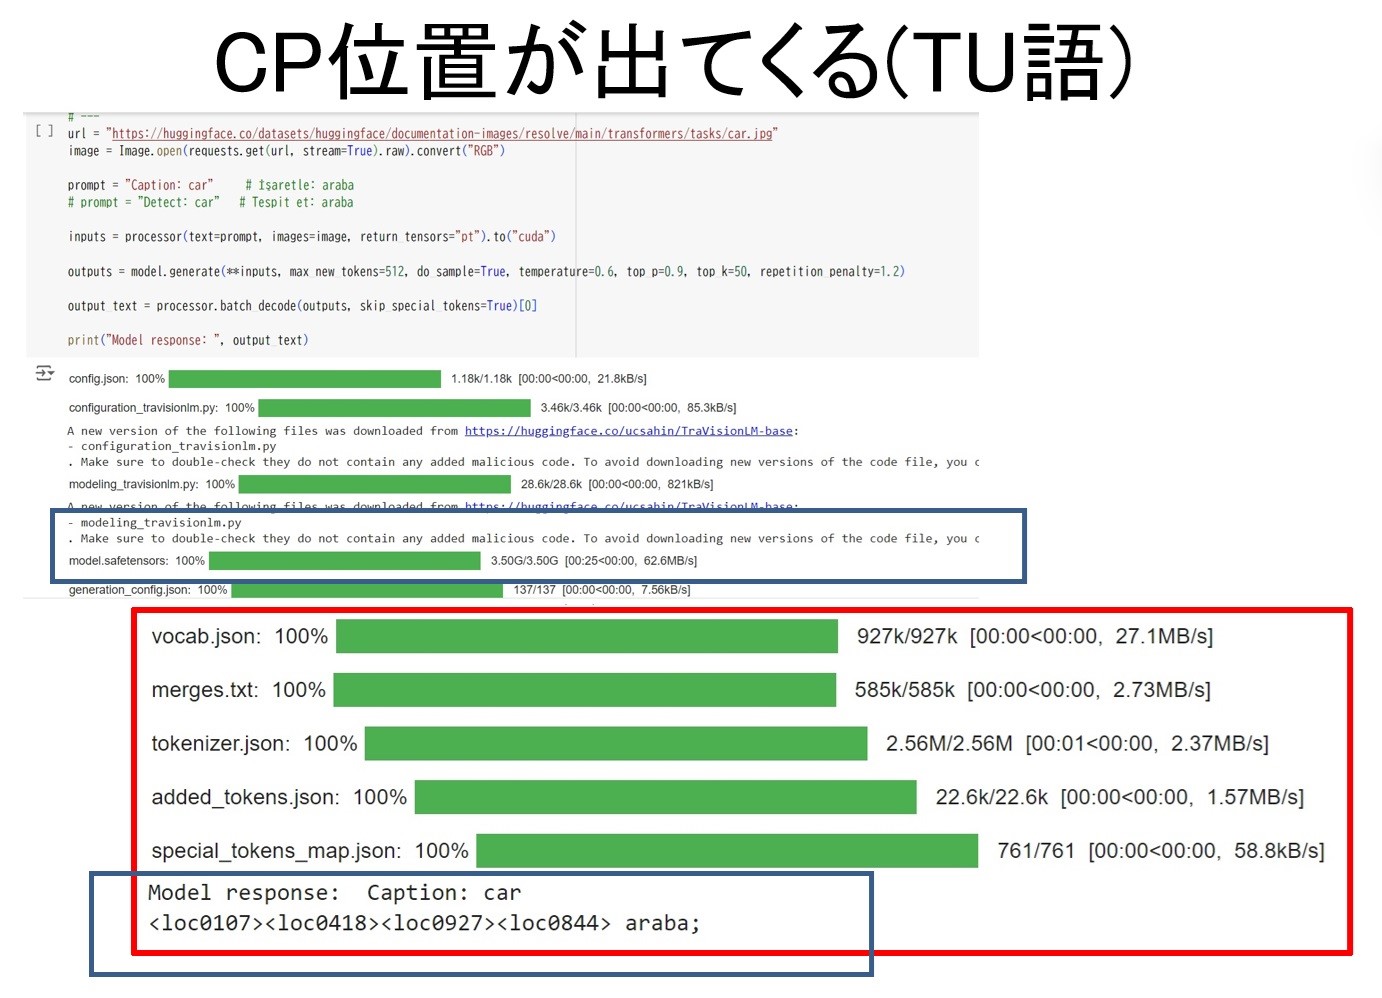 CP位置が出てくる(TU語)
# ---
[ ] url = "https://huggingface.co/datasets/huggingface/documentation-images/resolve/main/transformers/tasks/car.jpg"
image = Image.open(requests.get(url, stream=True).raw).convert("RGB")
prompt = "Caption: car" # İşaretle: araba
# prompt = "Detect: car" # Tespit et: araba
inputs = processor(text=prompt, images=image, return_tensors="pt").to("cuda")
outputs = model.generate(**inputs, max_new_tokens=512, do_sample=True, temperature=0.6, top_p=0.9, top_k=50, repetition_penalty=1.2)
output_text = processor.batch_decode(outputs, skip_special_tokens=True)[0]
print("Model response: ", output_text)
config.json: 100% 1.18k/1.18k [00:00<00:00, 21.8kB/s]
configuration_travisionlm.py: 100% 3.46k/3.46k [00:00<00:00, 85.3kB/s]
A new version of the following files was downloaded from https://huggingface.co/ucsahin/TraVisionLM-base:
- configuration_travisionlm.py
. Make sure to double-check they do not contain any added malicious code. To avoid downloading new versions of the code file, you c
modeling_travisionlm.py: 100% 28.6k/28.6k [00:00<00:00, 821kB/s]
A new version of the following files was downloaded from https://huggingface.co/ucsahin/TraVisionLM-base:
- modeling_travisionlm.py
. Make sure to double-check they do not contain any added malicious code. To avoid downloading new versions of the code file, you c
model.safetensors: 100% 3.50G/3.50G [00:25<00:00, 62.6MB/s]
generation_config.json: 100% 137/137 [00:00<00:00, 7.56kB/s]
vocab.json: 100% 927k/927k [00:00<00:00, 27.1MB/s]
merges.txt: 100% 585k/585k [00:00<00:00, 2.73MB/s]
tokenizer.json: 100% 2.56M/2.56M [00:01<00:00, 2.37MB/s]
added_tokens.json: 100% 22.6k/22.6k [00:00<00:00, 1.57MB/s]
special_tokens_map.json: 100% 761/761 [00:00<00:00, 58.8kB/s]
Model response: Caption: car
<loc0107><loc0418><loc0927><loc0844> araba;